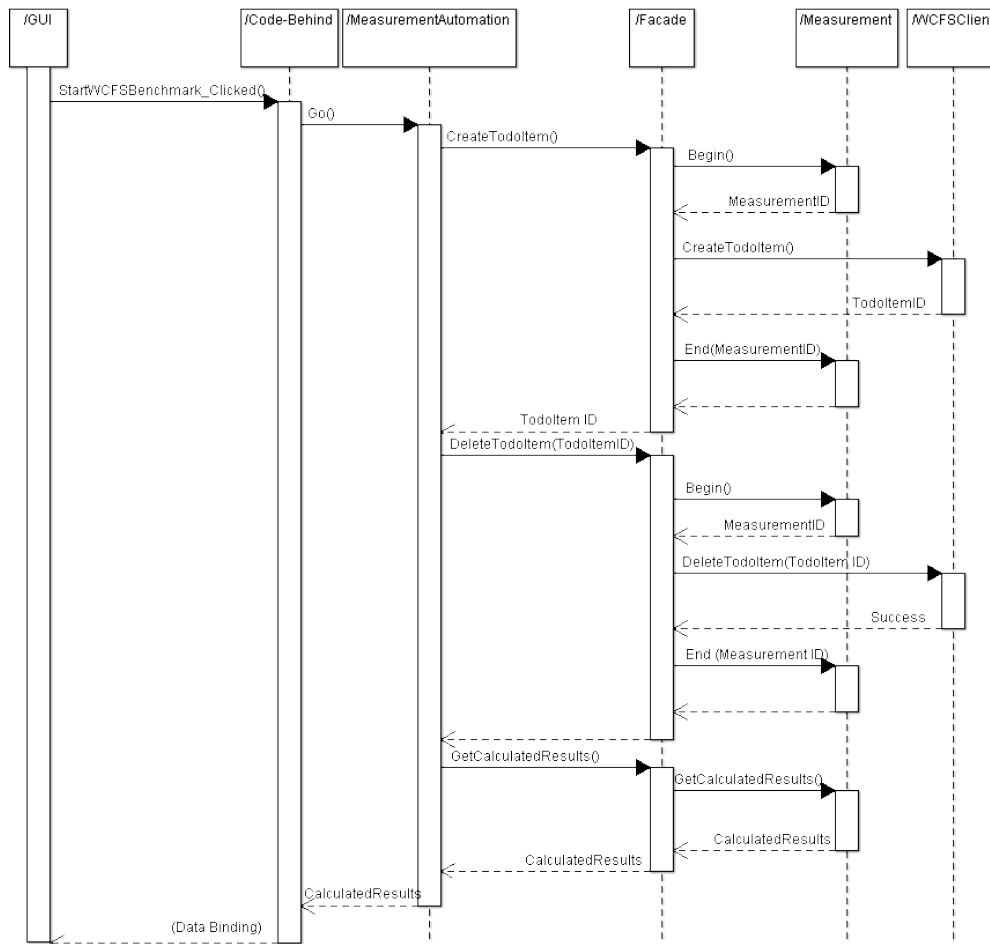 /GUI
/Code-Behind
/MeasurementAutomation
/Facade
/Measurement
/WCFSClient
StartWCFSBenchmark_Clicked()
Go()
CreateTodoItem()
Begin()
MeasurementID
CreateTodoItem()
TodoItemID
End(MeasurementID)
TodoItem ID
DeleteTodoItem(TodoItemID)
Begin()
MeasurementID
DeleteTodoItem(TodoItem ID)
Success
End (Measurement ID)
GetCalculatedResults()
GetCalculatedResults()
CalculatedResults
CalculatedResults
CalculatedResults
(Data Binding)